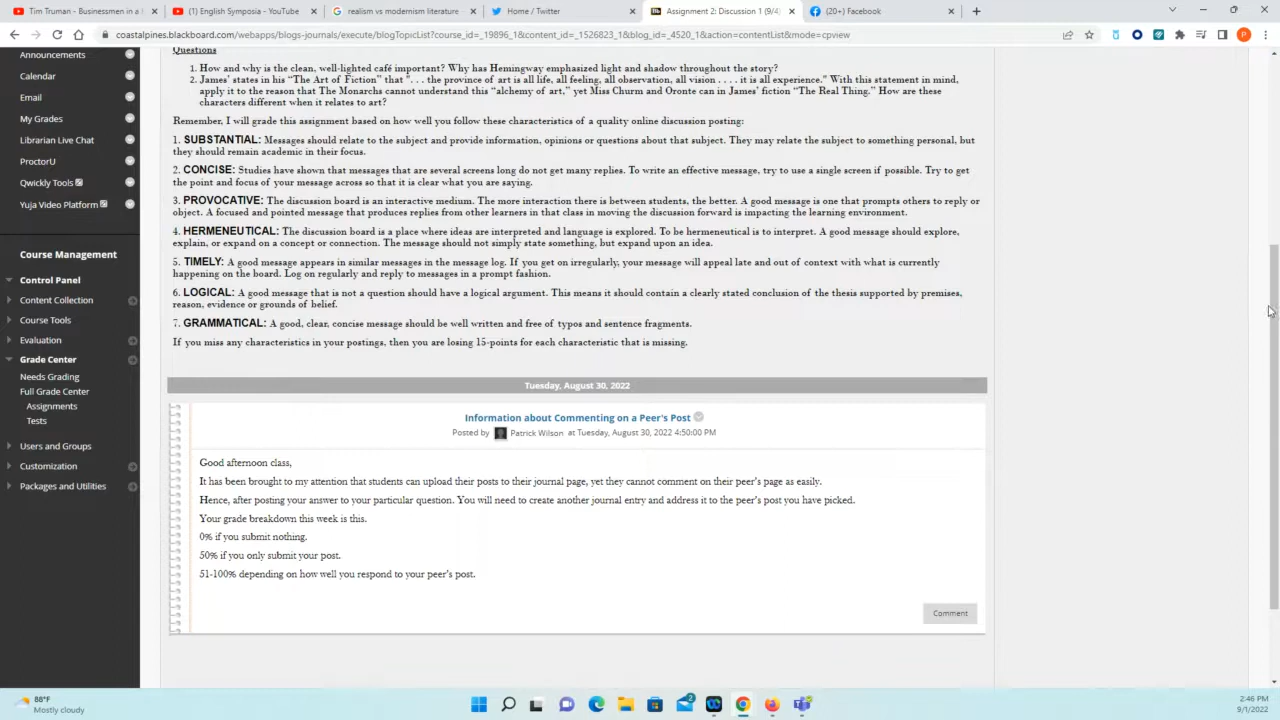 Tim Truman - Businessmen in a
(1) English Symposia - YouTube
realism vs modernism literature
Home / Twitter
Assignment 2: Discussion 1 (9/4)
(20+) Facebook
coastalpines.blackboard.com/webapps/blogs-journals/execute/blogTopicList?course_id=_19896_1&content_id=_1526823_1&blog_id=_4520_1&action=contentList&mode=cpview
Announcements
Calendar
Email
My Grades
Librarian Live Chat
ProctorU
Qwickly Tools
Yuja Video Platform
Course Management
Control Panel
Content Collection
Course Tools
Evaluation
Grade Center
Needs Grading
Full Grade Center
Assignments
Tests
Users and Groups
Customization
Packages and Utilities
Questions
1. How and why is the clean, well-lighted café important? Why has Hemingway emphasized light and shadow throughout the story?
2. James' states in his "The Art of Fiction" that ". . . the province of art is all life, all feeling, all observation, all vision . . . . it is all experience." With this statement in mind,
apply it to the reason that The Monarchs cannot understand this "alchemy of art," yet Miss Churm and Oronte can in James' fiction "The Real Thing." How are these
characters different when it relates to art?
Remember, I will grade this assignment based on how well you follow these characteristics of a quality online discussion posting:
1. SUBSTANTIAL: Messages should relate to the subject and provide information, opinions or questions about that subject. They may relate the subject to something personal, but
they should remain academic in their focus.
2. CONCISE: Studies have shown that messages that are several screens long do not get many replies. To write an effective message, try to use a single screen if possible. Try to get
the point and focus of your message across so that it is clear what you are saying.
3. PROVOCATIVE: The discussion board is an interactive medium. The more interaction there is between students, the better. A good message is one that prompts others to reply or
object. A focused and pointed message that produces replies from other learners in that class in moving the discussion forward is impacting the learning environment.
4. HERMENEUTICAL: The discussion board is a place where ideas are interpreted and language is explored. To be hermeneutical is to interpret. A good message should explore,
explain, or expand on a concept or connection. The message should not simply state something, but expand upon an idea.
5. TIMELY: A good message appears in similar messages in the message log. If you get on irregularly, your message will appeal late and out of context with what is currently
happening on the board. Log on regularly and reply to messages in a prompt fashion.
6. LOGICAL: A good message that is not a question should have a logical argument. This means it should contain a clearly stated conclusion of the thesis supported by premises,
reason, evidence or grounds of belief.
7. GRAMMATICAL: A good, clear, concise message should be well written and free of typos and sentence fragments.
If you miss any characteristics in your postings, then you are losing 15-points for each characteristic that is missing.
Tuesday, August 30, 2022
Information about Commenting on a Peer's Post
Posted by Patrick Wilson at Tuesday, August 30, 2022 4:50:00 PM
Good afternoon class,
It has been brought to my attention that students can upload their posts to their journal page, yet they cannot comment on their peer's page as easily.
Hence, after posting your answer to your particular question. You will need to create another journal entry and address it to the peer's post you have picked.
Your grade breakdown this week is this.
0% if you submit nothing.
50% if you only submit your post.
51-100% depending on how well you respond to your peer's post.
Comment
P
88°F
Mostly cloudy
2
2:46 PM
9/1/2022